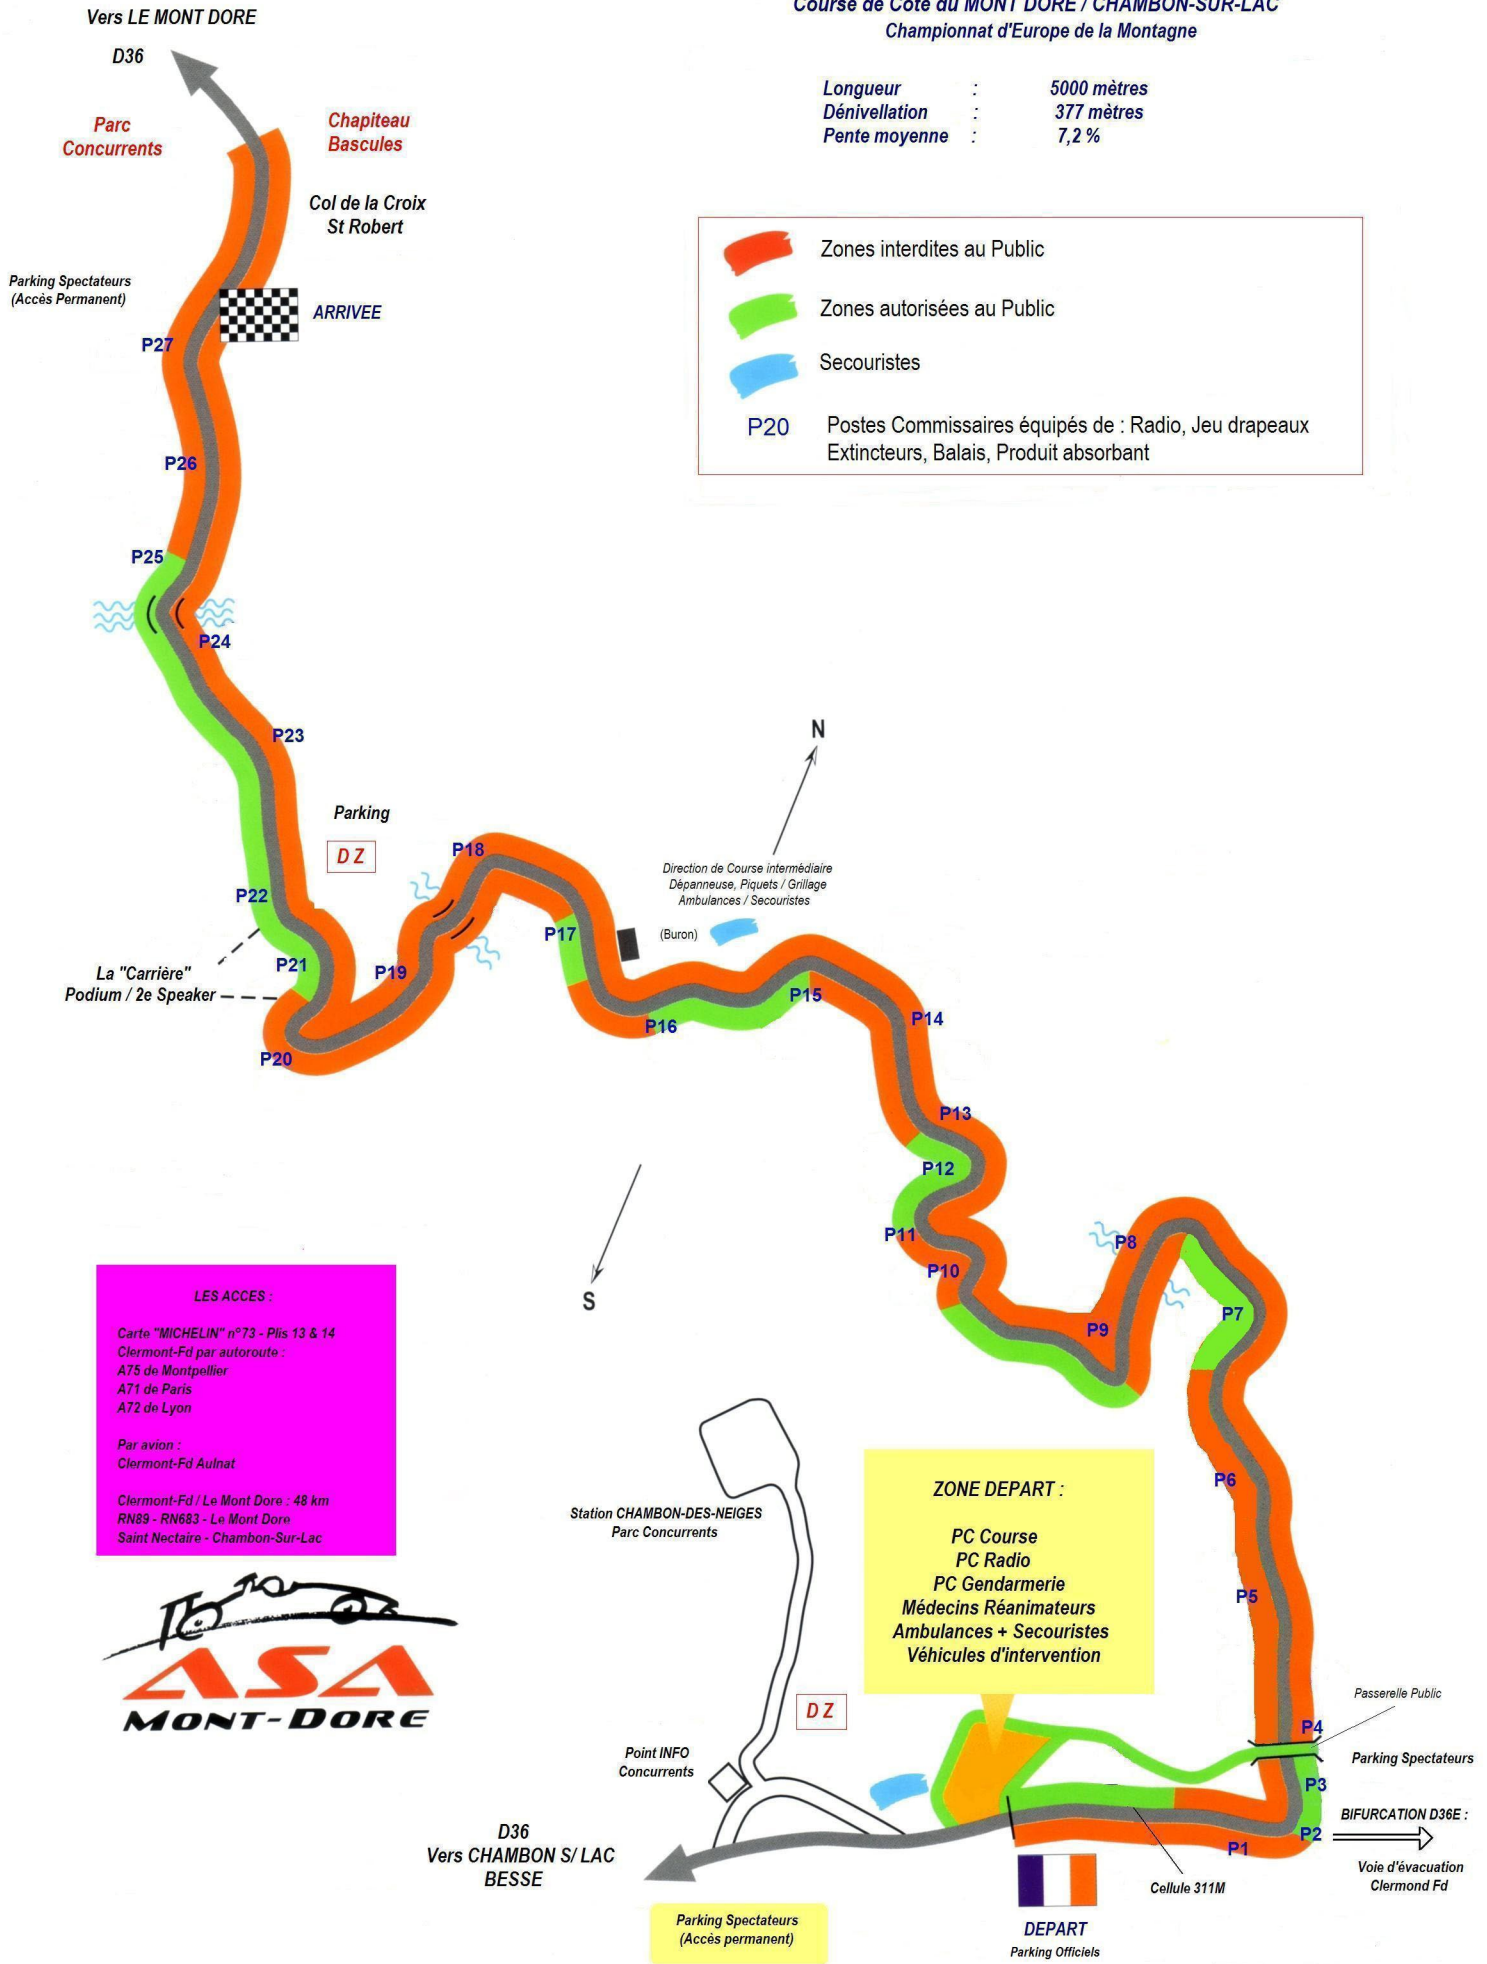 Course de Côte du MONT DORE / CHAMBON-SUR-LAC
Championnat d'Europe de la Montagne
Longueur : 5000 mètres
Dénivellation : 377 mètres
Pente moyenne : 7,2 %
Vers LE MONT DORE
D36
Parc
Concurrents
Chapiteau
Bascules
Col de la Croix
St Robert
Parking Spectateurs
(Accès Permanent)
ARRIVEE
Zones interdites au Public
Zones autorisées au Public
Secouristes
P20 Postes Commissaires équipés de : Radio, Jeu drapeaux
Extincteurs, Balais, Produit absorbant
P27
P26
P25
P24
P23
Parking
D Z
P22
P21
La "Carrière"
Podium / 2e Speaker
P20
P19
P18
P17
N
Direction de Course intermédiaire
Dépanneuse, Piquets / Grillage
Ambulances / Secouristes
(Buron)
P16
P15
P14
P13
P12
P11
P10
S
P9
P8
P7
P6
P5
P4
P3
P2
P1
LES ACCES :
Carte "MICHELIN" n°73 - Plis 13 & 14
Clermont-Fd par autoroute :
A75 de Montpellier
A71 de Paris
A72 de Lyon
Par avion :
Clermont-Fd Aulnat
Clermont-Fd / Le Mont Dore : 48 km
RN89 - RN683 - Le Mont Dore
Saint Nectaire - Chambon-Sur-Lac
ASA
MONT-DORE
Station CHAMBON-DES-NEIGES
Parc Concurrents
ZONE DEPART :
PC Course
PC Radio
PC Gendarmerie
Médecins Réanimateurs
Ambulances + Secouristes
Véhicules d'intervention
D Z
Point INFO
Concurrents
Passerelle Public
Parking Spectateurs
BIFURCATION D36E :
Voie d'évacuation
Clermond Fd
Cellule 311M
D36
Vers CHAMBON S/ LAC
BESSE
Parking Spectateurs
(Accès permanent)
DEPART
Parking Officiels